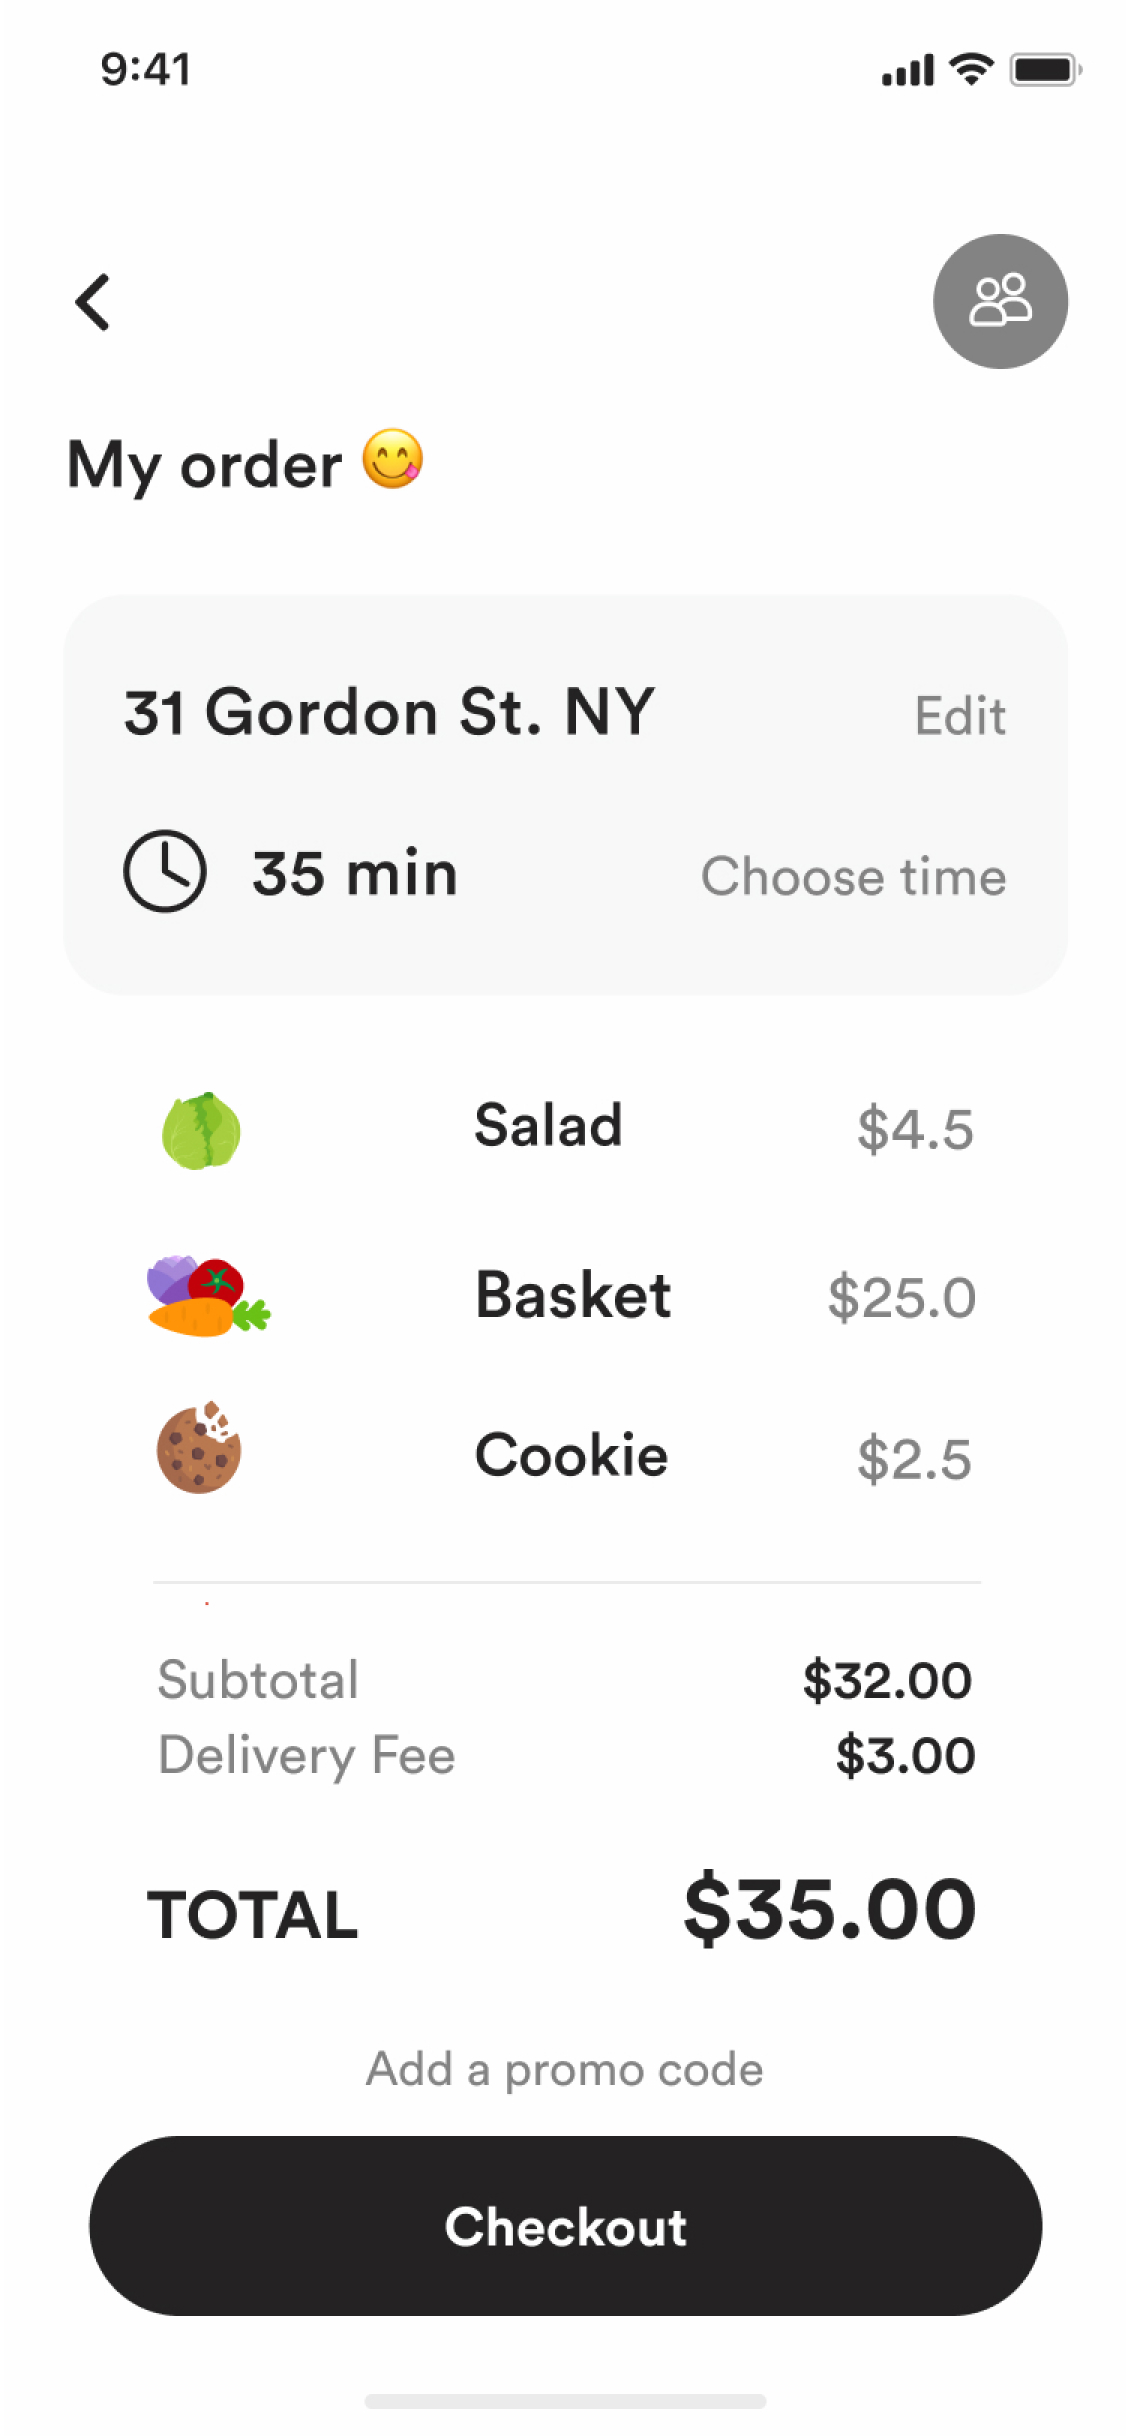 9:41
My order 😋
31 Gordon St. NY Edit
35 min Choose time
Salad $4.5
Basket $25.0
Cookie $2.5
Subtotal $32.00
Delivery Fee $3.00
TOTAL $35.00
Add a promo code
Checkout